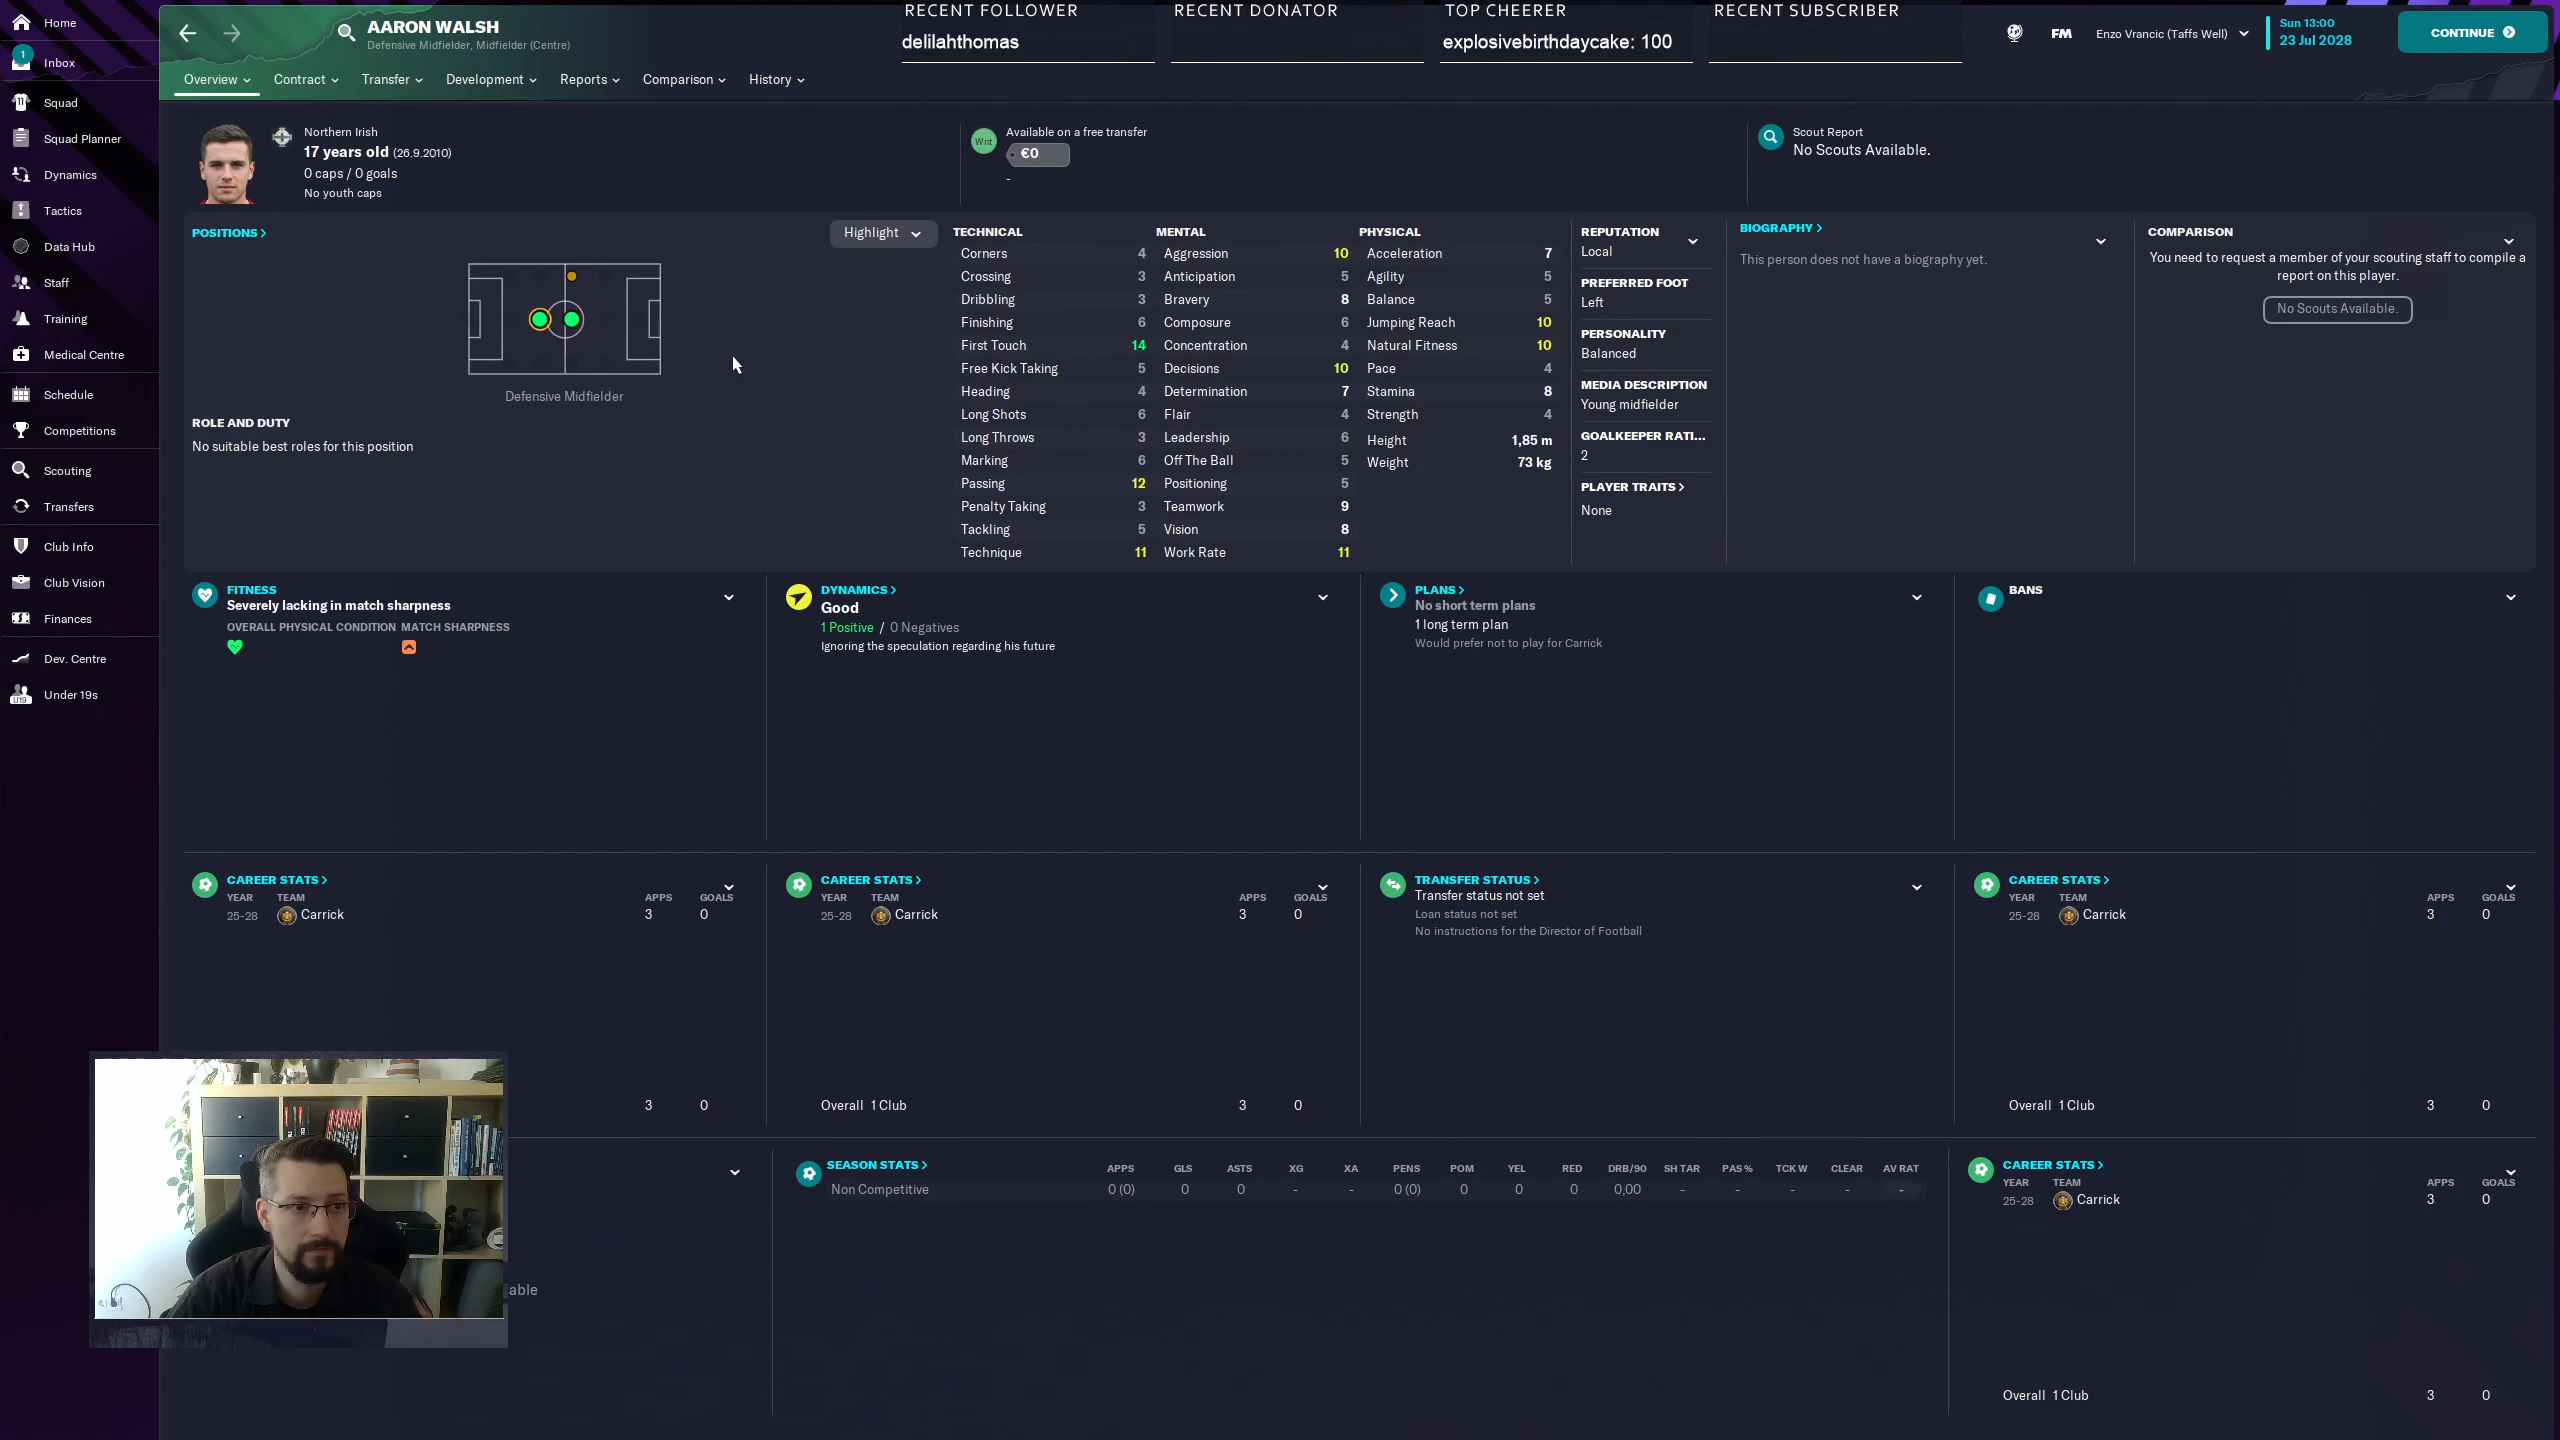 Home
1
Inbox
Squad
Squad Planner
Dynamics
Tactics
Data Hub
Staff
Training
Medical Centre
Schedule
Competitions
Scouting
Transfers
Club Info
Club Vision
Finances
Dev. Centre
U19
Under 19s
AARON WALSH
Defensive Midfielder, Midfielder (Centre)
RECENT FOLLOWER
delilahthomas
RECENT DONATOR
TOP CHEERER
explosivebirthdaycake: 100
RECENT SUBSCRIBER
FM
Enzo Vrancic (Taffs Well)
Sun 13:00
23 Jul 2028
CONTINUE
Overview Contract Transfer Development Reports Comparison History
Northern Irish
17 years old (26.9.2010)
0 caps / 0 goals
No youth caps
Wnt
Available on a free transfer
€0
-
Scout Report
No Scouts Available.
POSITIONS >
Highlight
Defensive Midfielder
ROLE AND DUTY
No suitable best roles for this position
TECHNICAL
Corners 4
Crossing 3
Dribbling 3
Finishing 6
First Touch 14
Free Kick Taking 5
Heading 4
Long Shots 6
Long Throws 3
Marking 6
Passing 12
Penalty Taking 3
Tackling 5
Technique 11
MENTAL
Aggression 10
Anticipation 5
Bravery 8
Composure 6
Concentration 4
Decisions 10
Determination 7
Flair 4
Leadership 6
Off The Ball 5
Positioning 5
Teamwork 9
Vision 8
Work Rate 11
PHYSICAL
Acceleration 7
Agility 5
Balance 5
Jumping Reach 10
Natural Fitness 10
Pace 4
Stamina 8
Strength 4
Height 1,85 m
Weight 73 kg
REPUTATION
Local
PREFERRED FOOT
Left
PERSONALITY
Balanced
MEDIA DESCRIPTION
Young midfielder
GOALKEEPER RATI...
2
PLAYER TRAITS >
None
BIOGRAPHY >
This person does not have a biography yet.
COMPARISON
You need to request a member of your scouting staff to compile a
report on this player.
No Scouts Available.
FITNESS
Severely lacking in match sharpness
OVERALL PHYSICAL CONDITION MATCH SHARPNESS
DYNAMICS >
Good
1 Positive / 0 Negatives
Ignoring the speculation regarding his future
PLANS >
No short term plans
1 long term plan
Would prefer not to play for Carrick
BANS
CAREER STATS >
YEAR TEAM APPS GOALS
25-28 Carrick 3 0
3 0
CAREER STATS >
YEAR TEAM APPS GOALS
25-28 Carrick 3 0
Overall 1 Club 3 0
TRANSFER STATUS >
Transfer status not set
Loan status not set
No instructions for the Director of Football
CAREER STATS >
YEAR TEAM APPS GOALS
25-28 Carrick 3 0
Overall 1 Club 3 0
able
SEASON STATS > APPS GLS ASTS XG XA PENS POM YEL RED DRB/90 SH TAR PAS % TCK W CLEAR AV RAT
Non Competitive 0 (0) 0 0 - - 0 (0) 0 0 0 0,00 - - - - -
CAREER STATS >
YEAR TEAM APPS GOALS
25-28 Carrick 3 0
Overall 1 Club 3 0